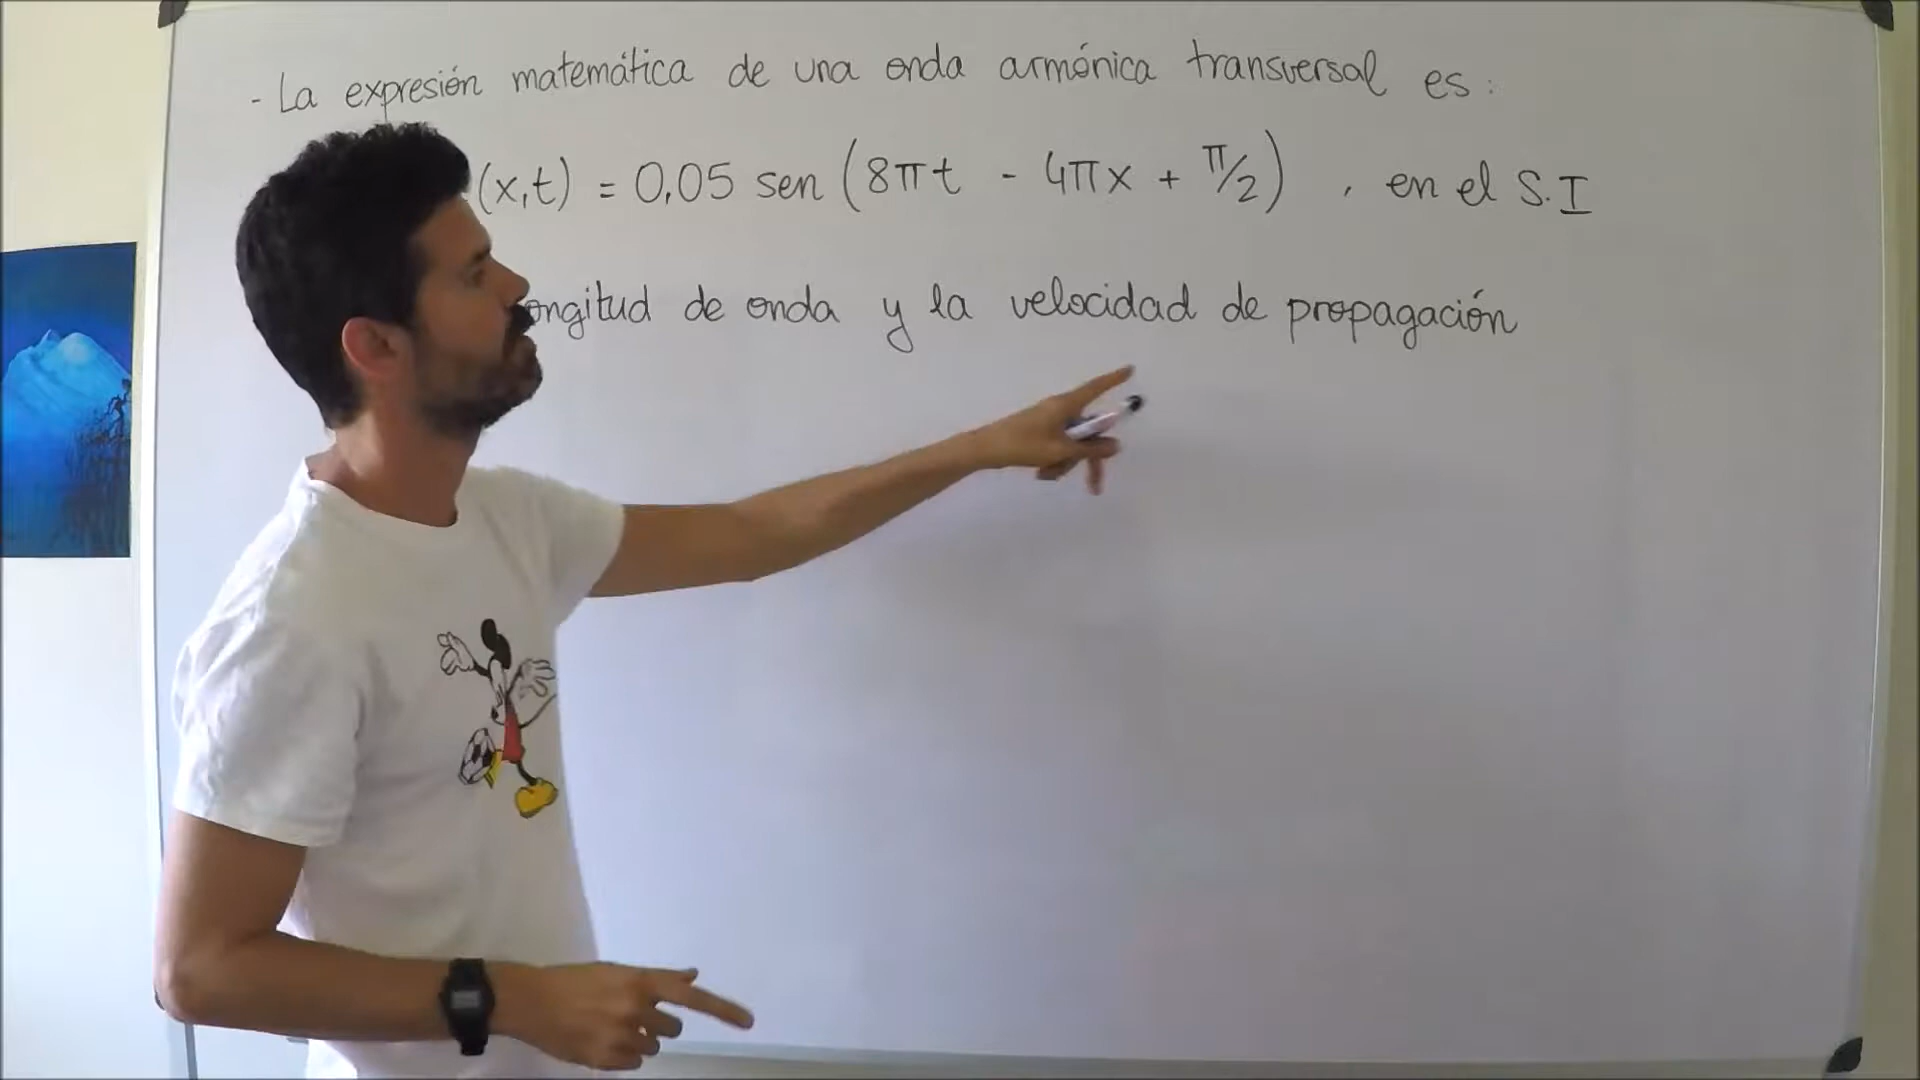 - La expresión matemática de una onda armónica transversal es:
(x,t) = 0,05 sen (8πt - 4πx + π/2) , en el S.I
ongitud de onda y la velocidad de propagación